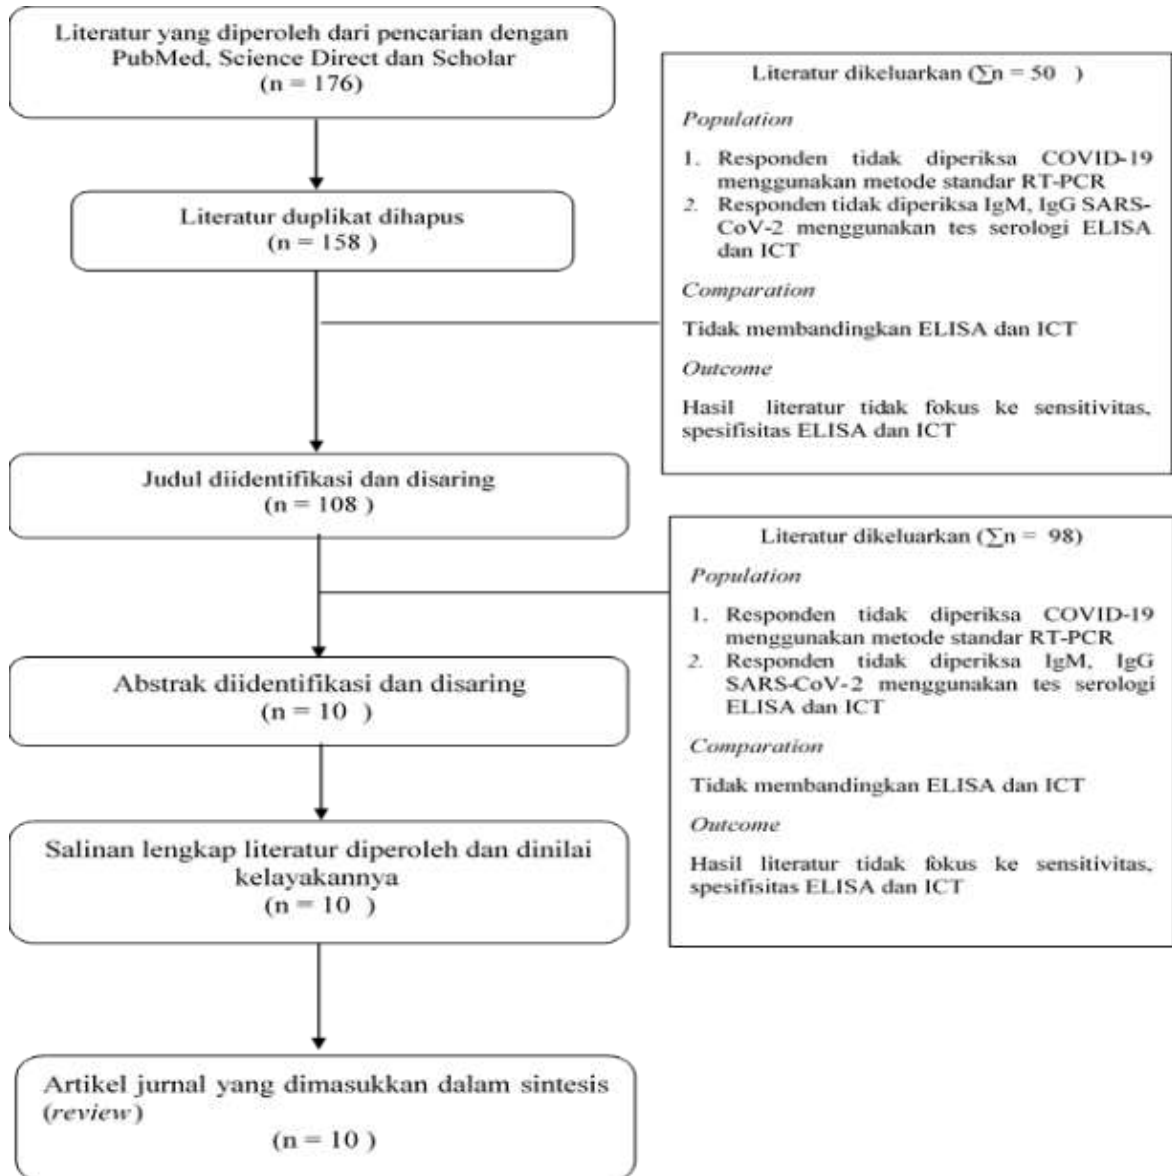 Literatur yang diperoleh dari pencarian dengan
PubMed, Science Direct dan Scholar
(n = 176)
Literatur duplikat dihapus
(n = 158 )
Literatur dikeluarkan (∑n = 50 )
Population
1. Responden tidak diperiksa COVID-19
menggunakan metode standar RT-PCR
2. Responden tidak diperiksa IgM, IgG SARS-
CoV-2 menggunakan tes serologi ELISA
dan ICT
Comparation
Tidak membandingkan ELISA dan ICT
Outcome
Hasil literatur tidak fokus ke sensitivitas,
spesifisitas ELISA dan ICT
Judul diidentifikasi dan disaring
(n = 108 )
Literatur dikeluarkan (∑n = 98)
Population
1. Responden tidak diperiksa COVID-19
menggunakan metode standar RT-PCR
2. Responden tidak diperiksa IgM, IgG
SARS-CoV-2 menggunakan tes serologi
ELISA dan ICT
Comparation
Tidak membandingkan ELISA dan ICT
Outcome
Hasil literatur tidak fokus ke sensitivitas,
spesifisitas ELISA dan ICT
Abstrak diidentifikasi dan disaring
(n = 10 )
Salinan lengkap literatur diperoleh dan dinilai
kelayakannya
(n = 10 )
Artikel jurnal yang dimasukkan dalam sintesis
(review)
(n = 10 )